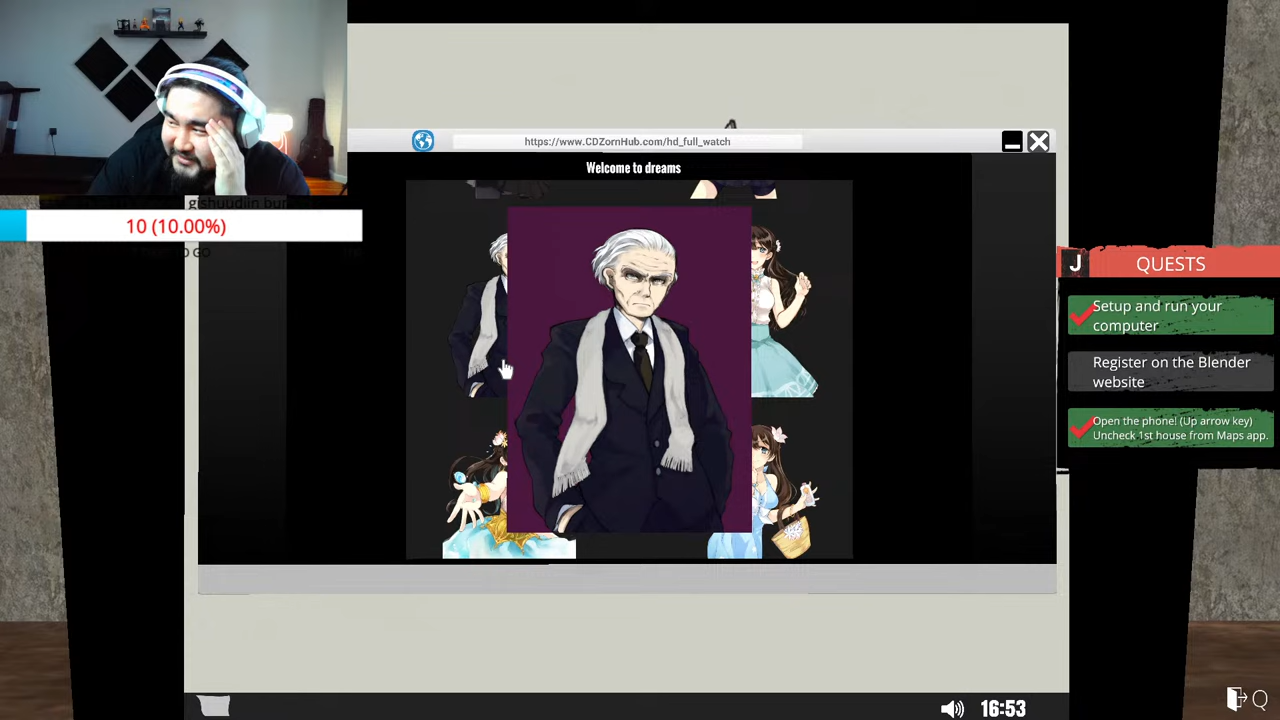 https://www.CDZornHub.com/hd_full_watch
Welcome to dreams
10 (10.00%)
J QUESTS
Setup and run your
computer
Register on the Blender
website
Open the phone! (Up arrow key)
Uncheck 1st house from Maps app.
16:53
Q